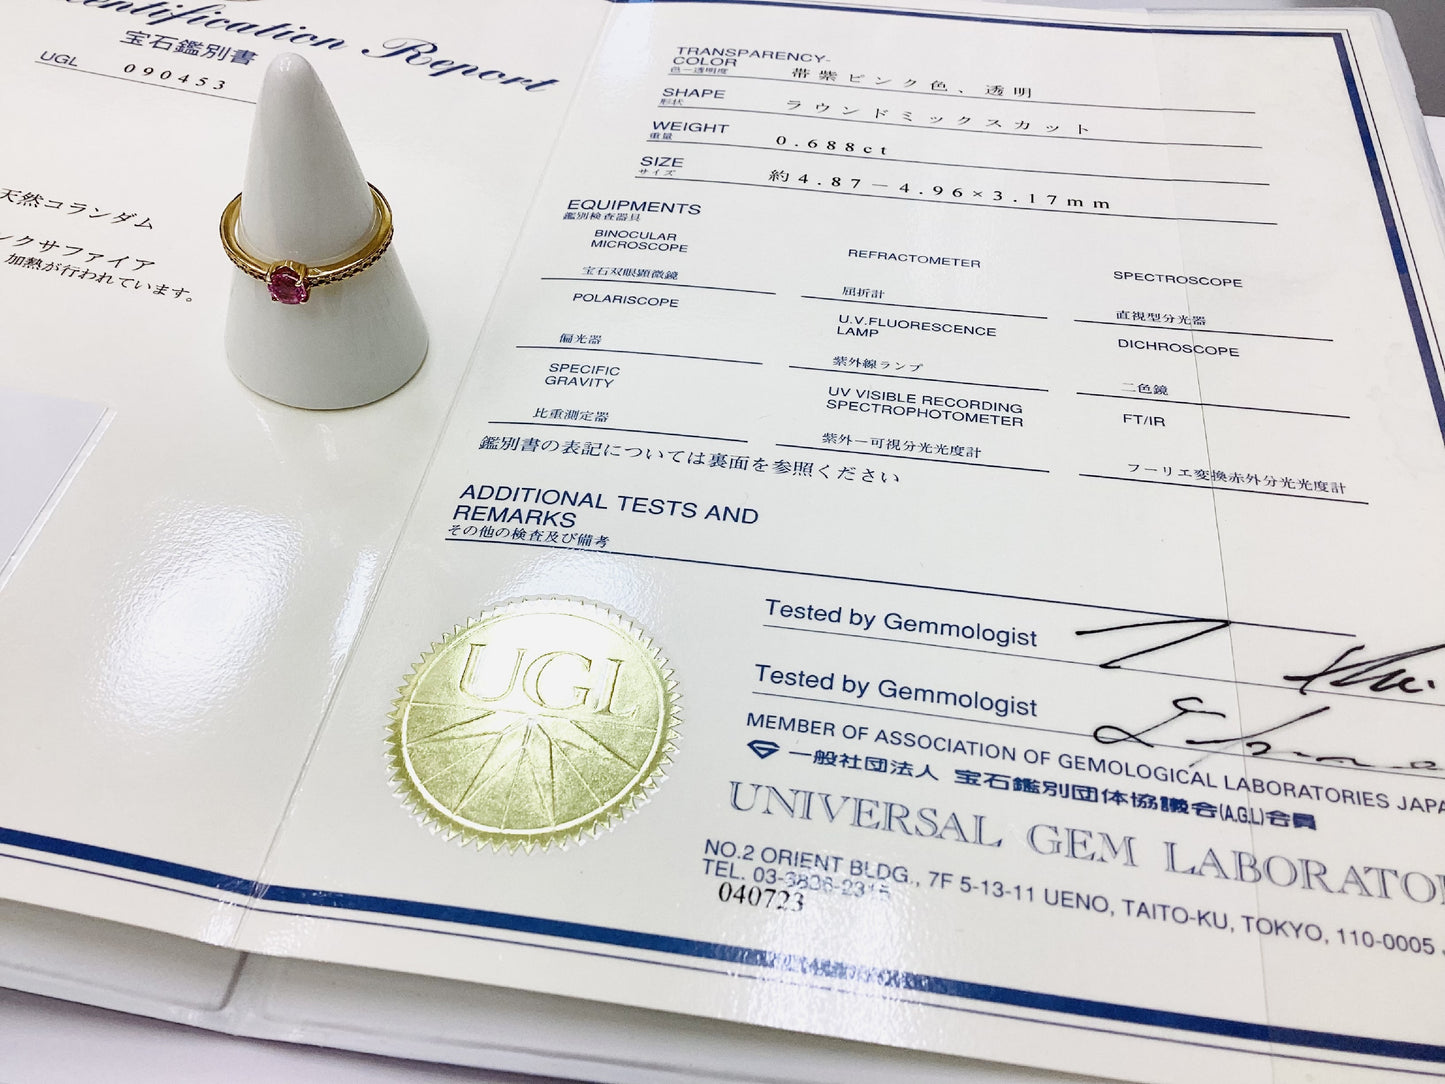 Identification Report
宝石鑑別書
UGL 090453
天然コランダム
ンクサファイア
加熱が行われています。
TRANSPARENCY-
COLOR
色－透明度 帯紫ピンク色、透明
SHAPE
形状 ラウンドミックスカット
WEIGHT
重量 0.688ct
SIZE
サイズ 約4.87－4.96×3.17mm
EQUIPMENTS
鑑別検査器具
BINOCULAR
MICROSCOPE
宝石双眼顕微鏡
REFRACTOMETER
屈折計
SPECTROSCOPE
直視型分光器
POLARISCOPE
偏光器
U.V.FLUORESCENCE
LAMP
紫外線ランプ
DICHROSCOPE
二色鏡
SPECIFIC
GRAVITY
比重測定器
UV VISIBLE RECORDING
SPECTROPHOTOMETER
紫外－可視分光光度計
FT/IR
フーリエ変換赤外分光光度計
鑑別書の表記については裏面を参照ください
ADDITIONAL TESTS AND
REMARKS
その他の検査及び備考
UGL
Tested by Gemmologist
Tested by Gemmologist
MEMBER OF ASSOCIATION OF GEMOLOGICAL LABORATORIES JAPA
一般社団法人 宝石鑑別団体協議会(A.G.L)会員
UNIVERSAL GEM LABORATO
NO.2 ORIENT BLDG., 7F 5-13-11 UENO, TAITO-KU, TOKYO, 110-0005
TEL. 03-3836-2315
040723